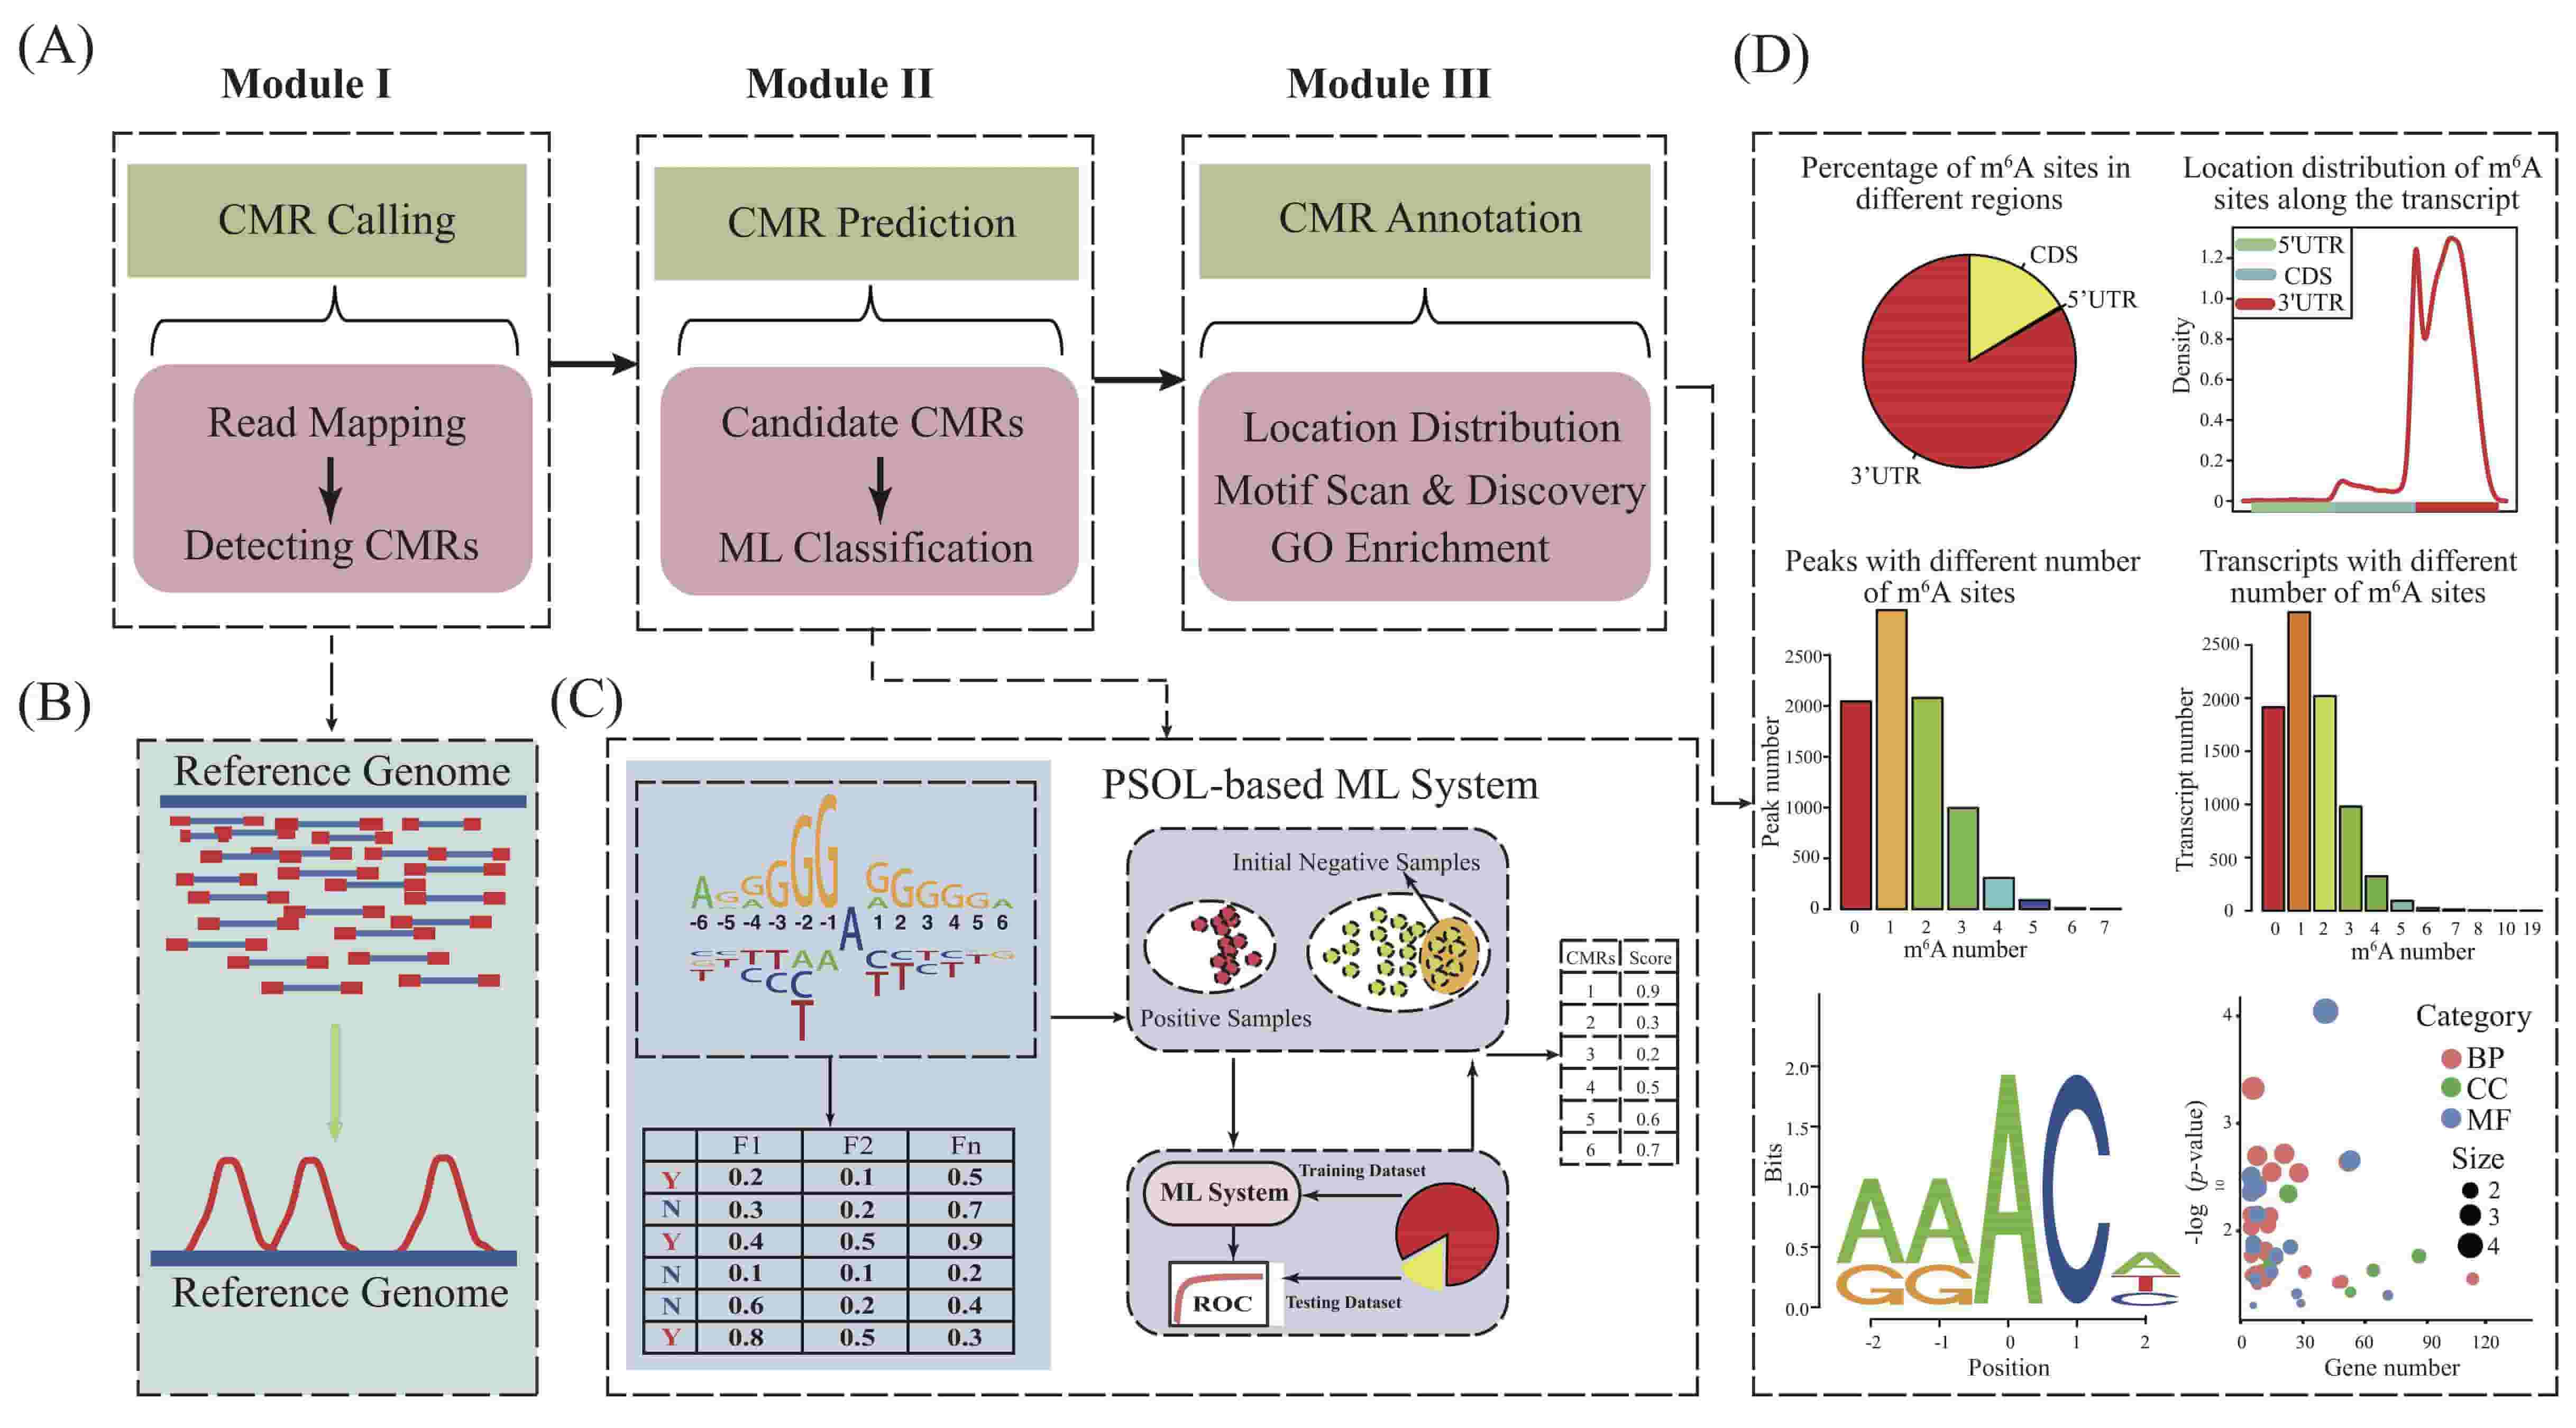 (A)
Module I
CMR Calling
Read Mapping
Detecting CMRs
Module II
CMR Prediction
Candidate CMRs
ML Classification
Module III
CMR Annotation
Location Distribution
Motif Scan & Discovery
GO Enrichment
(B)
Reference Genome
Reference Genome
(C)
PSOL-based ML System
A G G G G G G G G G G A
A A A
-6 -5 -4 -3 -2 -1 A 1 2 3 4 5 6
C C T T A A C C T C T G
G T C C C T T C T
T T
F1 F2 Fn
Y 0.2 0.1 0.5
N 0.3 0.2 0.7
Y 0.4 0.5 0.9
N 0.1 0.1 0.2
N 0.6 0.2 0.4
Y 0.8 0.5 0.3
Initial Negative Samples
Positive Samples
ML System
Training Dataset
ROC
Testing Dataset
CMRs Score
1 0.9
2 0.3
3 0.2
4 0.5
5 0.6
6 0.7
(D)
Percentage of m⁶A sites in
different regions
CDS
5’UTR
3’UTR
Location distribution of m⁶A
sites along the transcript
5'UTR
CDS
3'UTR
Density
1.2
1.0
0.8
0.6
0.4
0.2
0
Peaks with different number
of m⁶A sites
Peak number
2500
2000
1500
1000
500
0
0 1 2 3 4 5 6 7
m⁶A number
Transcripts with different
number of m⁶A sites
Transcript number
2500
2000
1500
1000
500
0
0 1 2 3 4 5 6 7 8 10 19
m⁶A number
Bits
2.0
1.5
1.0
0.5
0.0
A A A C A
G G T
C
-2 -1 0 1 2
Position
-log₁₀ (p-value)
4
3
2
Category
BP
CC
MF
Size
2
3
4
0 30 60 90 120
Gene number